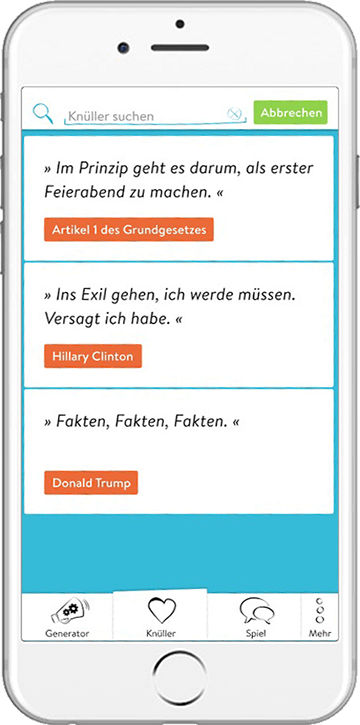 Knüller suchen
Abbrechen
» Im Prinzip geht es darum, als erster
Feierabend zu machen. «
Artikel 1 des Grundgesetzes
» Ins Exil gehen, ich werde müssen.
Versagt ich habe. «
Hillary Clinton
» Fakten, Fakten, Fakten. «
Donald Trump
Generator
Knüller
Spiel
Mehr